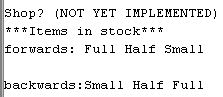 Shop? (NOT YET IMPLEMENTED)
***Items in stock***
forwards: Full Half Small
backwards:Small Half Full